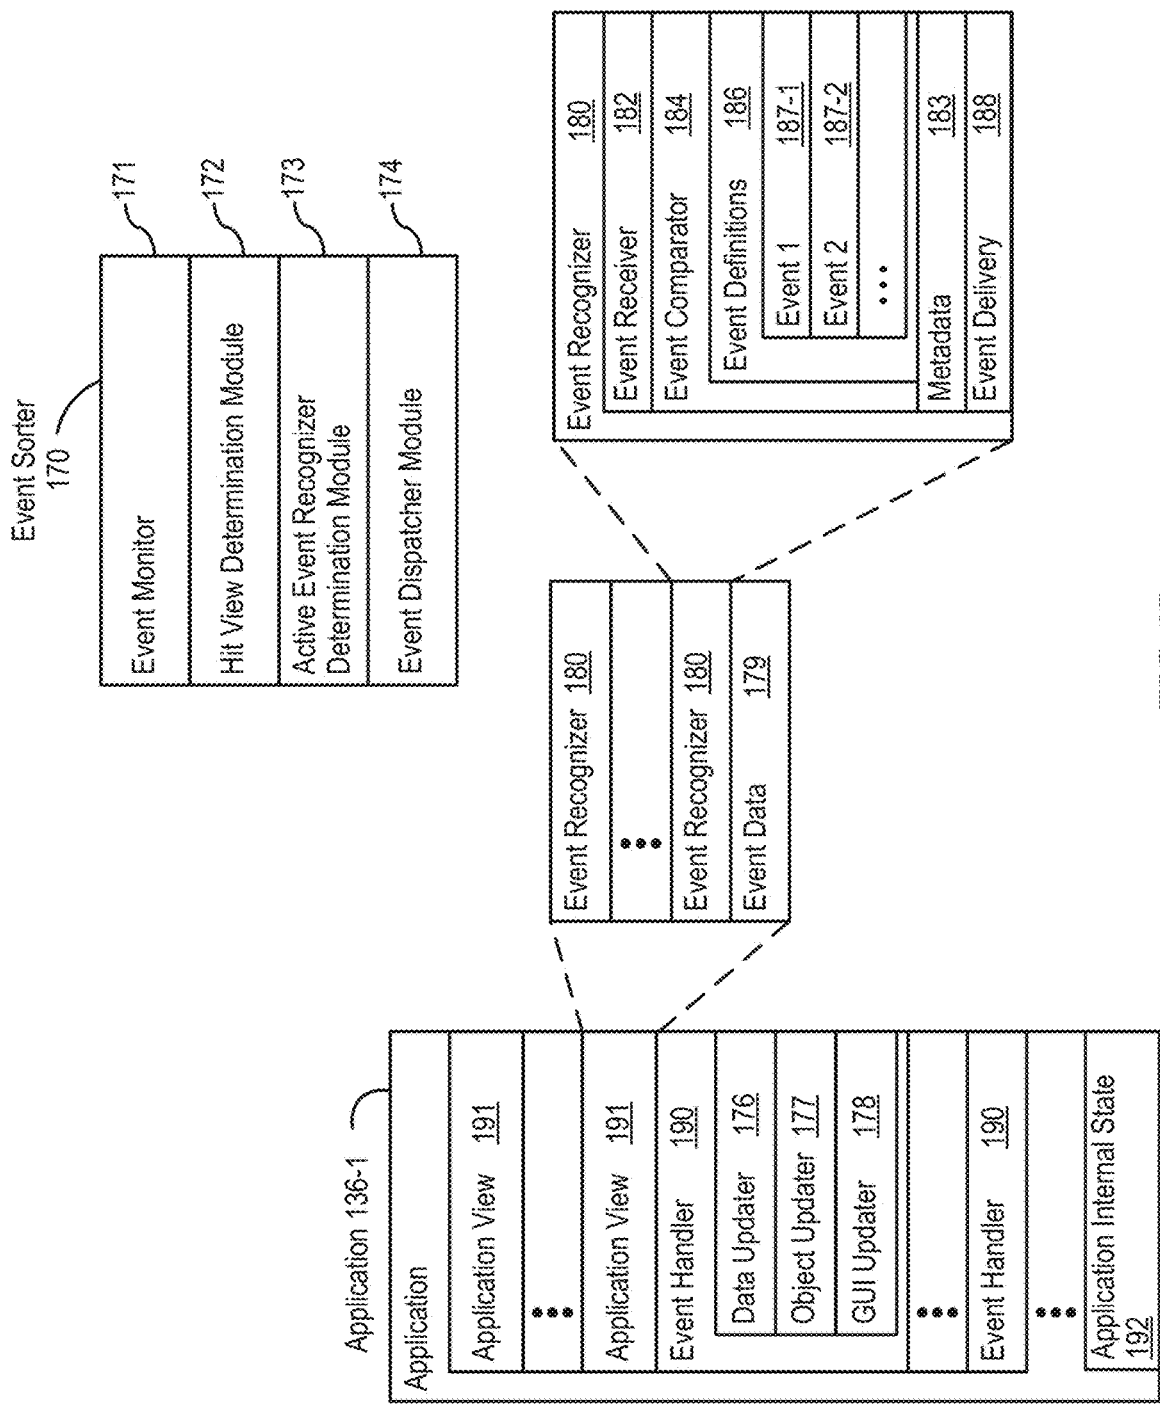 Event Sorter
170
Event Monitor
171
Hit View Determination Module
172
Active Event Recognizer
Determination Module
173
Event Dispatcher Module
174
Application 136-1
Application
Application View 191
Application View 191
Event Handler 190
Data Updater 176
Object Updater 177
GUI Updater 178
Event Handler 190
Application Internal State
192
Event Recognizer 180
Event Recognizer 180
Event Data 179
Event Recognizer 180
Event Receiver 182
Event Comparator 184
Event Definitions 186
Event 1 187-1
Event 2 187-2
Metadata 183
Event Delivery 188